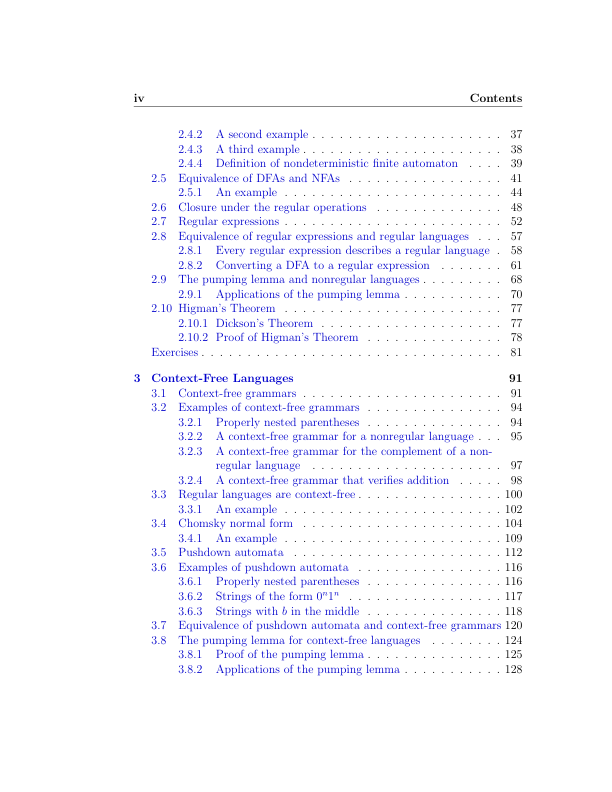 iv Contents
2.4.2 A second example . . . . . . . . . . . . . . . . . . . . . 37
2.4.3 A third example . . . . . . . . . . . . . . . . . . . . . . 38
2.4.4 Definition of nondeterministic finite automaton . . . . 39
2.5 Equivalence of DFAs and NFAs . . . . . . . . . . . . . . . . . 41
2.5.1 An example . . . . . . . . . . . . . . . . . . . . . . . . 44
2.6 Closure under the regular operations . . . . . . . . . . . . . . 48
2.7 Regular expressions . . . . . . . . . . . . . . . . . . . . . . . . 52
2.8 Equivalence of regular expressions and regular languages . . . 57
2.8.1 Every regular expression describes a regular language . 58
2.8.2 Converting a DFA to a regular expression . . . . . . . 61
2.9 The pumping lemma and nonregular languages . . . . . . . . . 68
2.9.1 Applications of the pumping lemma . . . . . . . . . . . 70
2.10 Higman's Theorem . . . . . . . . . . . . . . . . . . . . . . . . 77
2.10.1 Dickson's Theorem . . . . . . . . . . . . . . . . . . . . 77
2.10.2 Proof of Higman's Theorem . . . . . . . . . . . . . . . 78
Exercises . . . . . . . . . . . . . . . . . . . . . . . . . . . . . . . . . 81
3 Context-Free Languages 91
3.1 Context-free grammars . . . . . . . . . . . . . . . . . . . . . . 91
3.2 Examples of context-free grammars . . . . . . . . . . . . . . . 94
3.2.1 Properly nested parentheses . . . . . . . . . . . . . . . 94
3.2.2 A context-free grammar for a nonregular language . . . 95
3.2.3 A context-free grammar for the complement of a non-
regular language . . . . . . . . . . . . . . . . . . . . . 97
3.2.4 A context-free grammar that verifies addition . . . . . 98
3.3 Regular languages are context-free . . . . . . . . . . . . . . . . 100
3.3.1 An example . . . . . . . . . . . . . . . . . . . . . . . . 102
3.4 Chomsky normal form . . . . . . . . . . . . . . . . . . . . . . 104
3.4.1 An example . . . . . . . . . . . . . . . . . . . . . . . . 109
3.5 Pushdown automata . . . . . . . . . . . . . . . . . . . . . . . 112
3.6 Examples of pushdown automata . . . . . . . . . . . . . . . . 116
3.6.1 Properly nested parentheses . . . . . . . . . . . . . . . 116
3.6.2 Strings of the form 0ⁿ1ⁿ . . . . . . . . . . . . . . . . . 117
3.6.3 Strings with b in the middle . . . . . . . . . . . . . . . 118
3.7 Equivalence of pushdown automata and context-free grammars 120
3.8 The pumping lemma for context-free languages . . . . . . . . 124
3.8.1 Proof of the pumping lemma . . . . . . . . . . . . . . . 125
3.8.2 Applications of the pumping lemma . . . . . . . . . . . 128